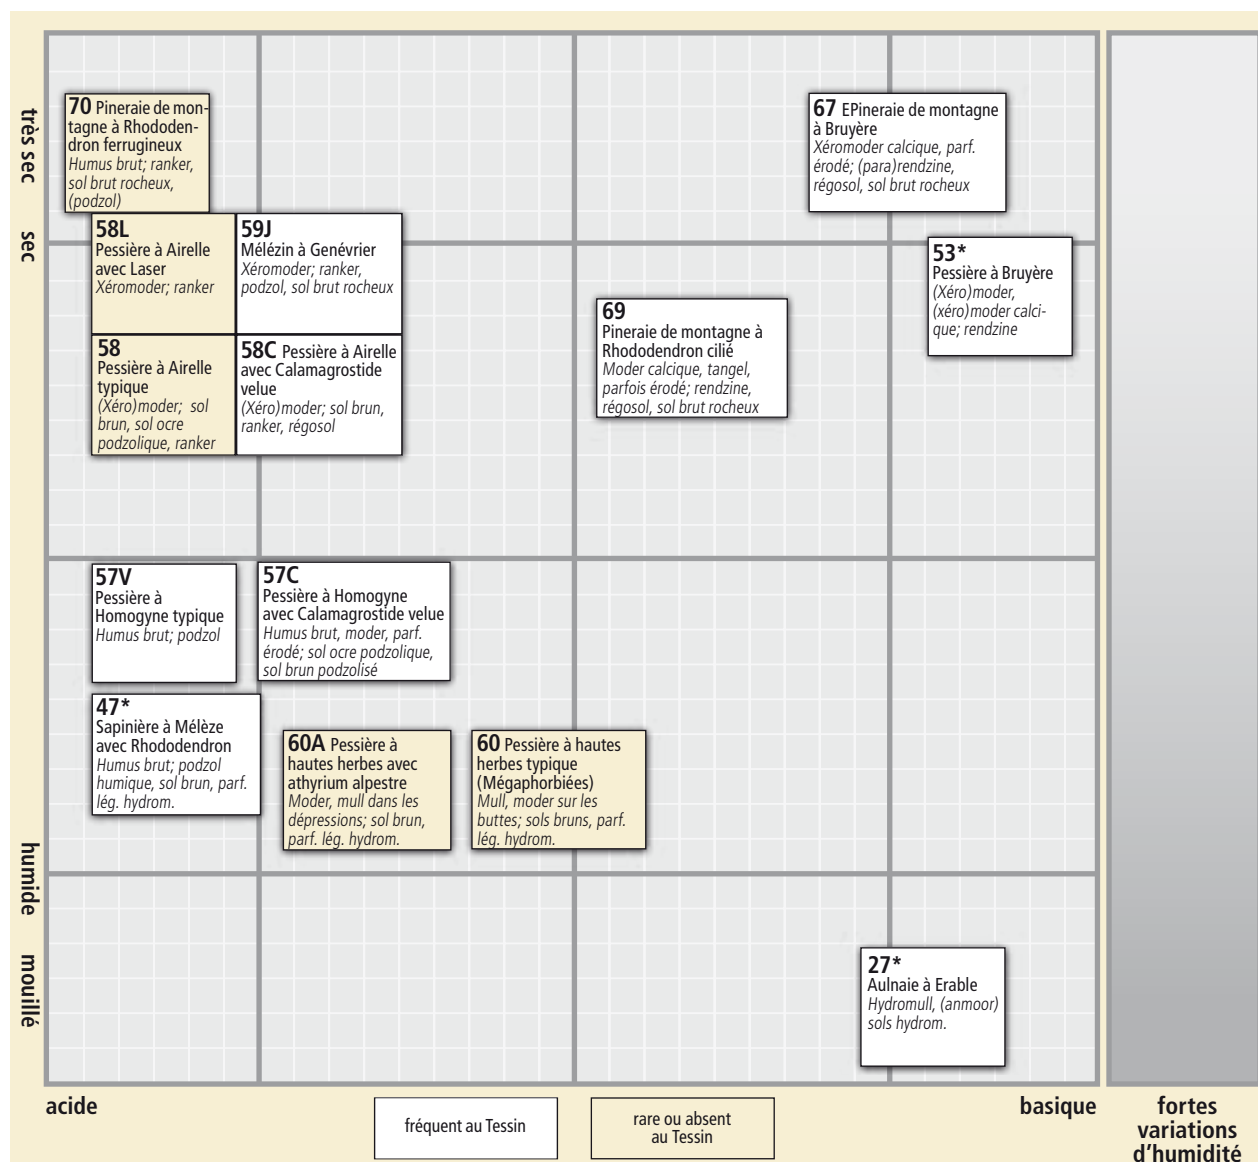 très sec
sec
humide
mouillé
70 Pineraie de mon-
tagne à Rhododen-
dron ferrugineux
Humus brut; ranker,
sol brut rocheux,
(podzol)
67 EPineraie de montagne
à Bruyère
Xéromoder calcique, parf.
érodé; (para)rendzine,
régosol, sol brut rocheux
58L
Pessière à Airelle
avec Laser
Xéromoder; ranker
59J
Mélézin à Genévrier
Xéromoder; ranker,
podzol, sol brut rocheux
53*
Pessière à Bruyère
(Xéro)moder,
(xéro)moder calci-
que; rendzine
69
Pineraie de montagne à
Rhododendron cilié
Moder calcique, tangel,
parfois érodé; rendzine,
régosol, sol brut rocheux
58
Pessière à Airelle
typique
(Xéro)moder; sol
brun, sol ocre
podzolique, ranker
58C Pessière à Airelle
avec Calamagrostide
velue
(Xéro)moder; sol brun,
ranker, régosol
57V
Pessière à
Homogyne typique
Humus brut; podzol
57C
Pessière à Homogyne
avec Calamagrostide velue
Humus brut, moder, parf.
érodé; sol ocre podzolique,
sol brun podzolisé
47*
Sapinière à Mélèze
avec Rhododendron
Humus brut; podzol
humique, sol brun, parf.
lég. hydrom.
60A Pessière à
hautes herbes avec
athyrium alpestre
Moder, mull dans les
dépressions; sol brun,
parf. lég. hydrom.
60 Pessière à hautes
herbes typique
(Mégaphorbiées)
Mull, moder sur les
buttes; sols bruns, parf.
lég. hydrom.
27*
Aulnaie à Erable
Hydromull, (anmoor)
sols hydrom.
acide
basique
fortes
variations
d'humidité
fréquent au Tessin
rare ou absent
au Tessin